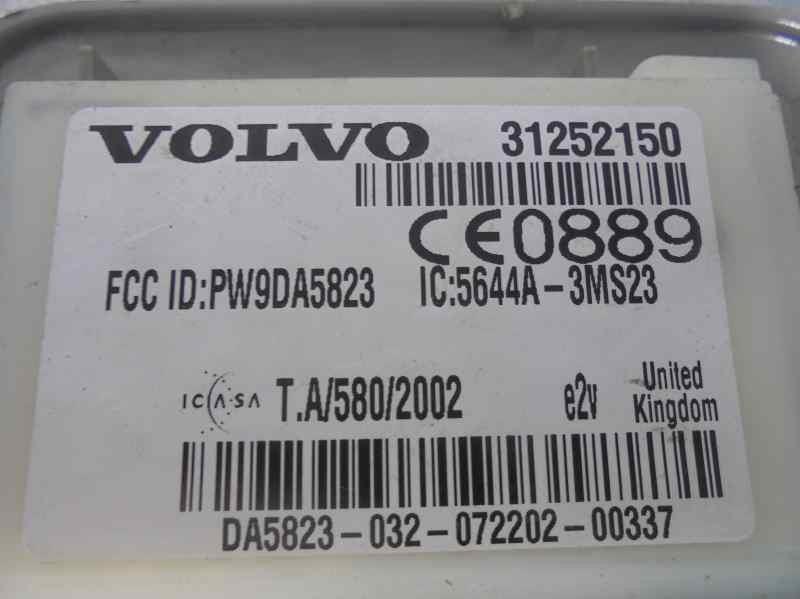 VOLVO 31252150
CE0889
FCC ID:PW9DA5823 IC:5644A-3MS23
ICASA T.A/580/2002 e2v United Kingdom
DA5823-032-072202-00337